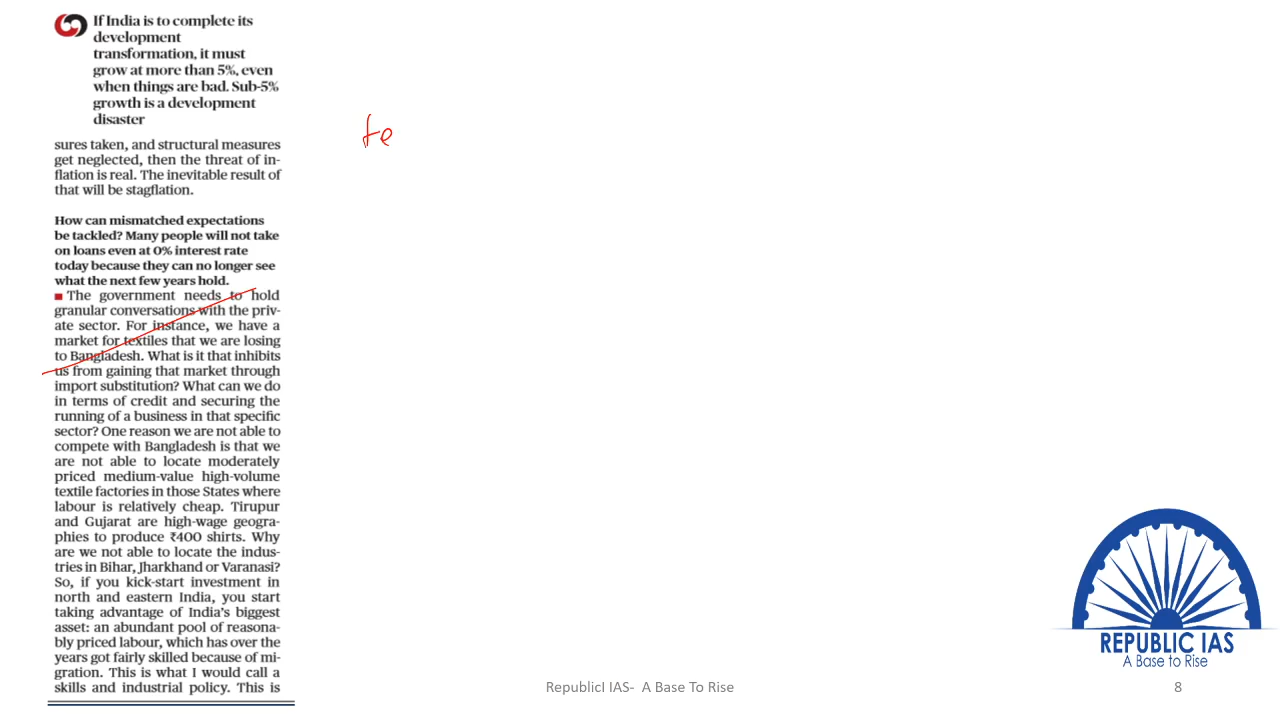 If India is to complete its
development
transformation, it must
grow at more than 5%, even
when things are bad. Sub-5%
growth is a development
disaster
sures taken, and structural measures
get neglected, then the threat of in-
flation is real. The inevitable result of
that will be stagflation.
How can mismatched expectations
be tackled? Many people will not take
on loans even at 0% interest rate
today because they can no longer see
what the next few years hold.
The government needs to hold
granular conversations with the priv-
ate sector. For instance, we have a
market for textiles that we are losing
to Bangladesh. What is it that inhibits
us from gaining that market through
import substitution? What can we do
in terms of credit and securing the
running of a business in that specific
sector? One reason we are not able to
compete with Bangladesh is that we
are not able to locate moderately
priced medium-value high-volume
textile factories in those States where
labour is relatively cheap. Tirupur
and Gujarat are high-wage geogra-
phies to produce ₹400 shirts. Why
are we not able to locate the indus-
tries in Bihar, Jharkhand or Varanasi?
So, if you kick-start investment in
north and eastern India, you start
taking advantage of India's biggest
asset: an abundant pool of reasona-
bly priced labour, which has over the
years got fairly skilled because of mi-
gration. This is what I would call a
skills and industrial policy. This is
te
REPUBLIC IAS
A Base to Rise
RepublicI IAS-  A Base To Rise
8